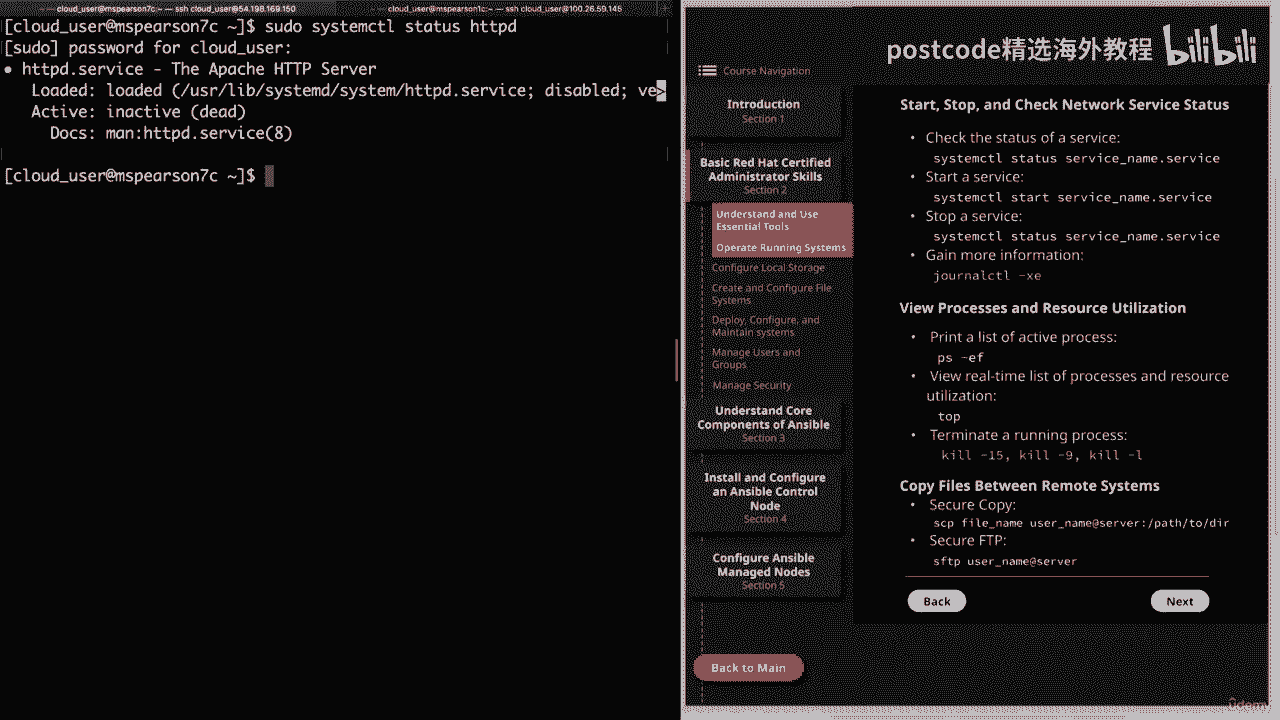 cloud_user@mspearson7c:~ — ssh cloud_user@54.198.169.150
cloud_user@mspearson1c:~ — ssh cloud_user@100.26.59.145
[cloud_user@mspearson7c ~]$ sudo systemctl status httpd
[sudo] password for cloud_user:
● httpd.service - The Apache HTTP Server
Loaded: loaded (/usr/lib/systemd/system/httpd.service; disabled; ve>
Active: inactive (dead)
Docs: man:httpd.service(8)
[cloud_user@mspearson7c ~]$
postcode精选海外教程 bilibili
Course Navigation
Introduction
Section 1
Basic Red Hat Certified
Administrator Skills
Section 2
Understand and Use
Essential Tools
Operate Running Systems
Configure Local Storage
Create and Configure File
Systems
Deploy, Configure, and
Maintain systems
Manage Users and
Groups
Manage Security
Understand Core
Components of Ansible
Section 3
Install and Configure
an Ansible Control
Node
Section 4
Configure Ansible
Managed Nodes
Section 5
Back to Main
Start, Stop, and Check Network Service Status
• Check the status of a service:
systemctl status service_name.service
• Start a service:
systemctl start service_name.service
• Stop a service:
systemctl status service_name.service
• Gain more information:
journalctl -xe
View Processes and Resource Utilization
• Print a list of active process:
ps -ef
• View real-time list of processes and resource
utilization:
top
• Terminate a running process:
kill -15, kill -9, kill -l
Copy Files Between Remote Systems
• Secure Copy:
scp file_name user_name@server:/path/to/dir
• Secure FTP:
sftp user_name@server
Back
Next
ûdemy